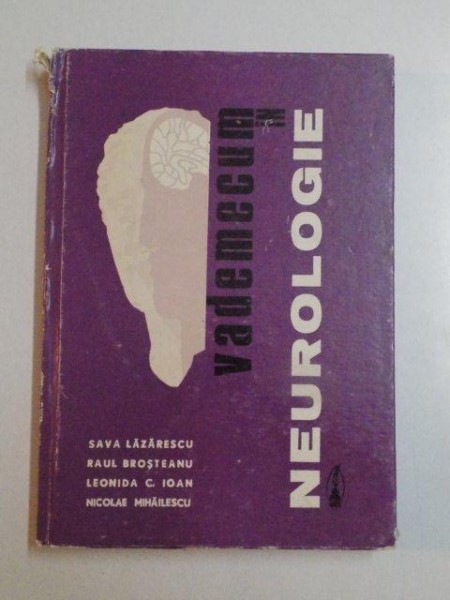 vademecum
ÎN
NEUROLOGIE
SAVA LĂZĂRESCU
RAUL BROȘTEANU
LEONIDA C. IOAN
NICOLAE MIHĂILESCU